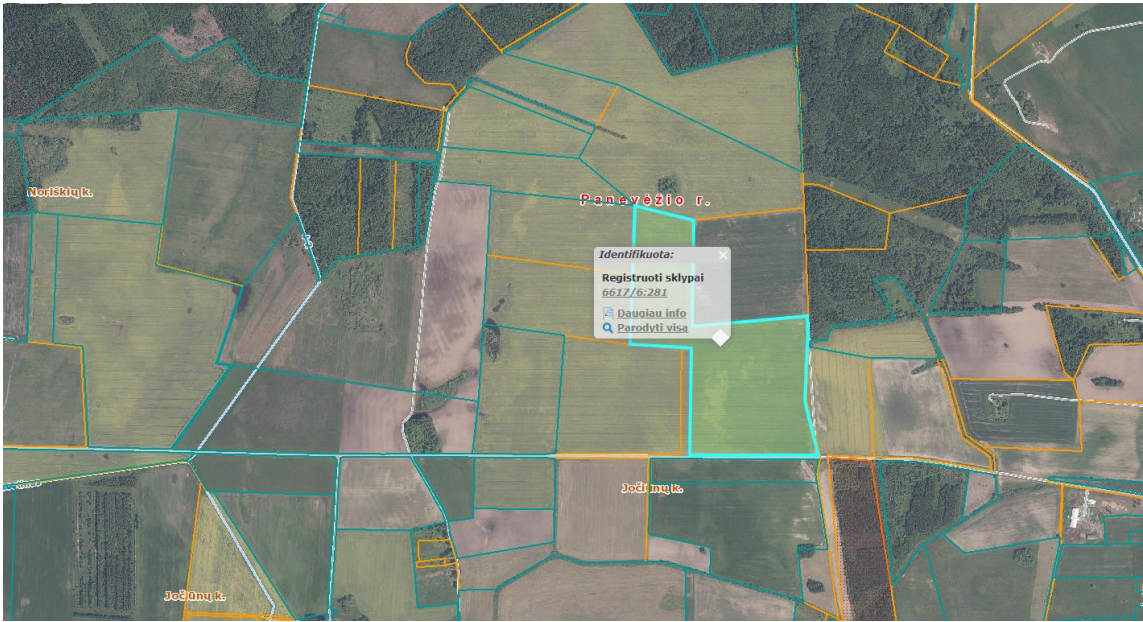 Noriškių k.
Panevėžio r.
Identifikuota:
Registruoti sklypai
6617/6:281
Daugiau info
Parodyti visą
Jočiūnų k.
Jočiūnų k.